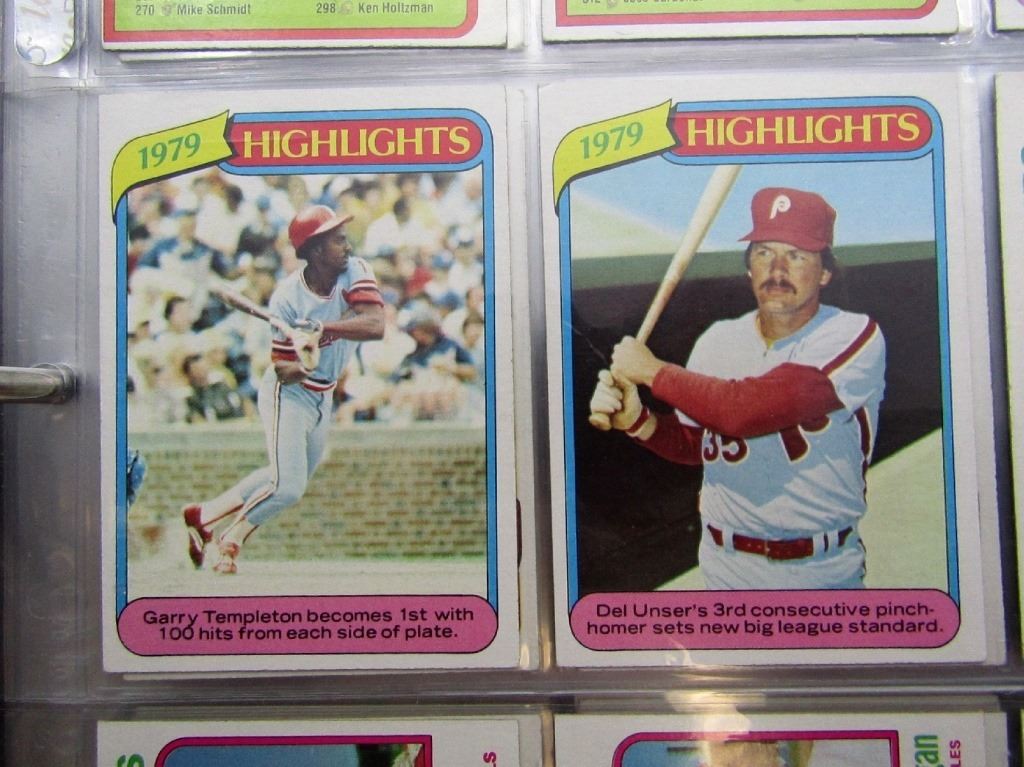 270 Mike Schmidt
298 Ken Holtzman
1979 HIGHLIGHTS
Garry Templeton becomes 1st with
100 hits from each side of plate.
1979 HIGHLIGHTS
P
35 P
Del Unser's 3rd consecutive pinch-
homer sets new big league standard.